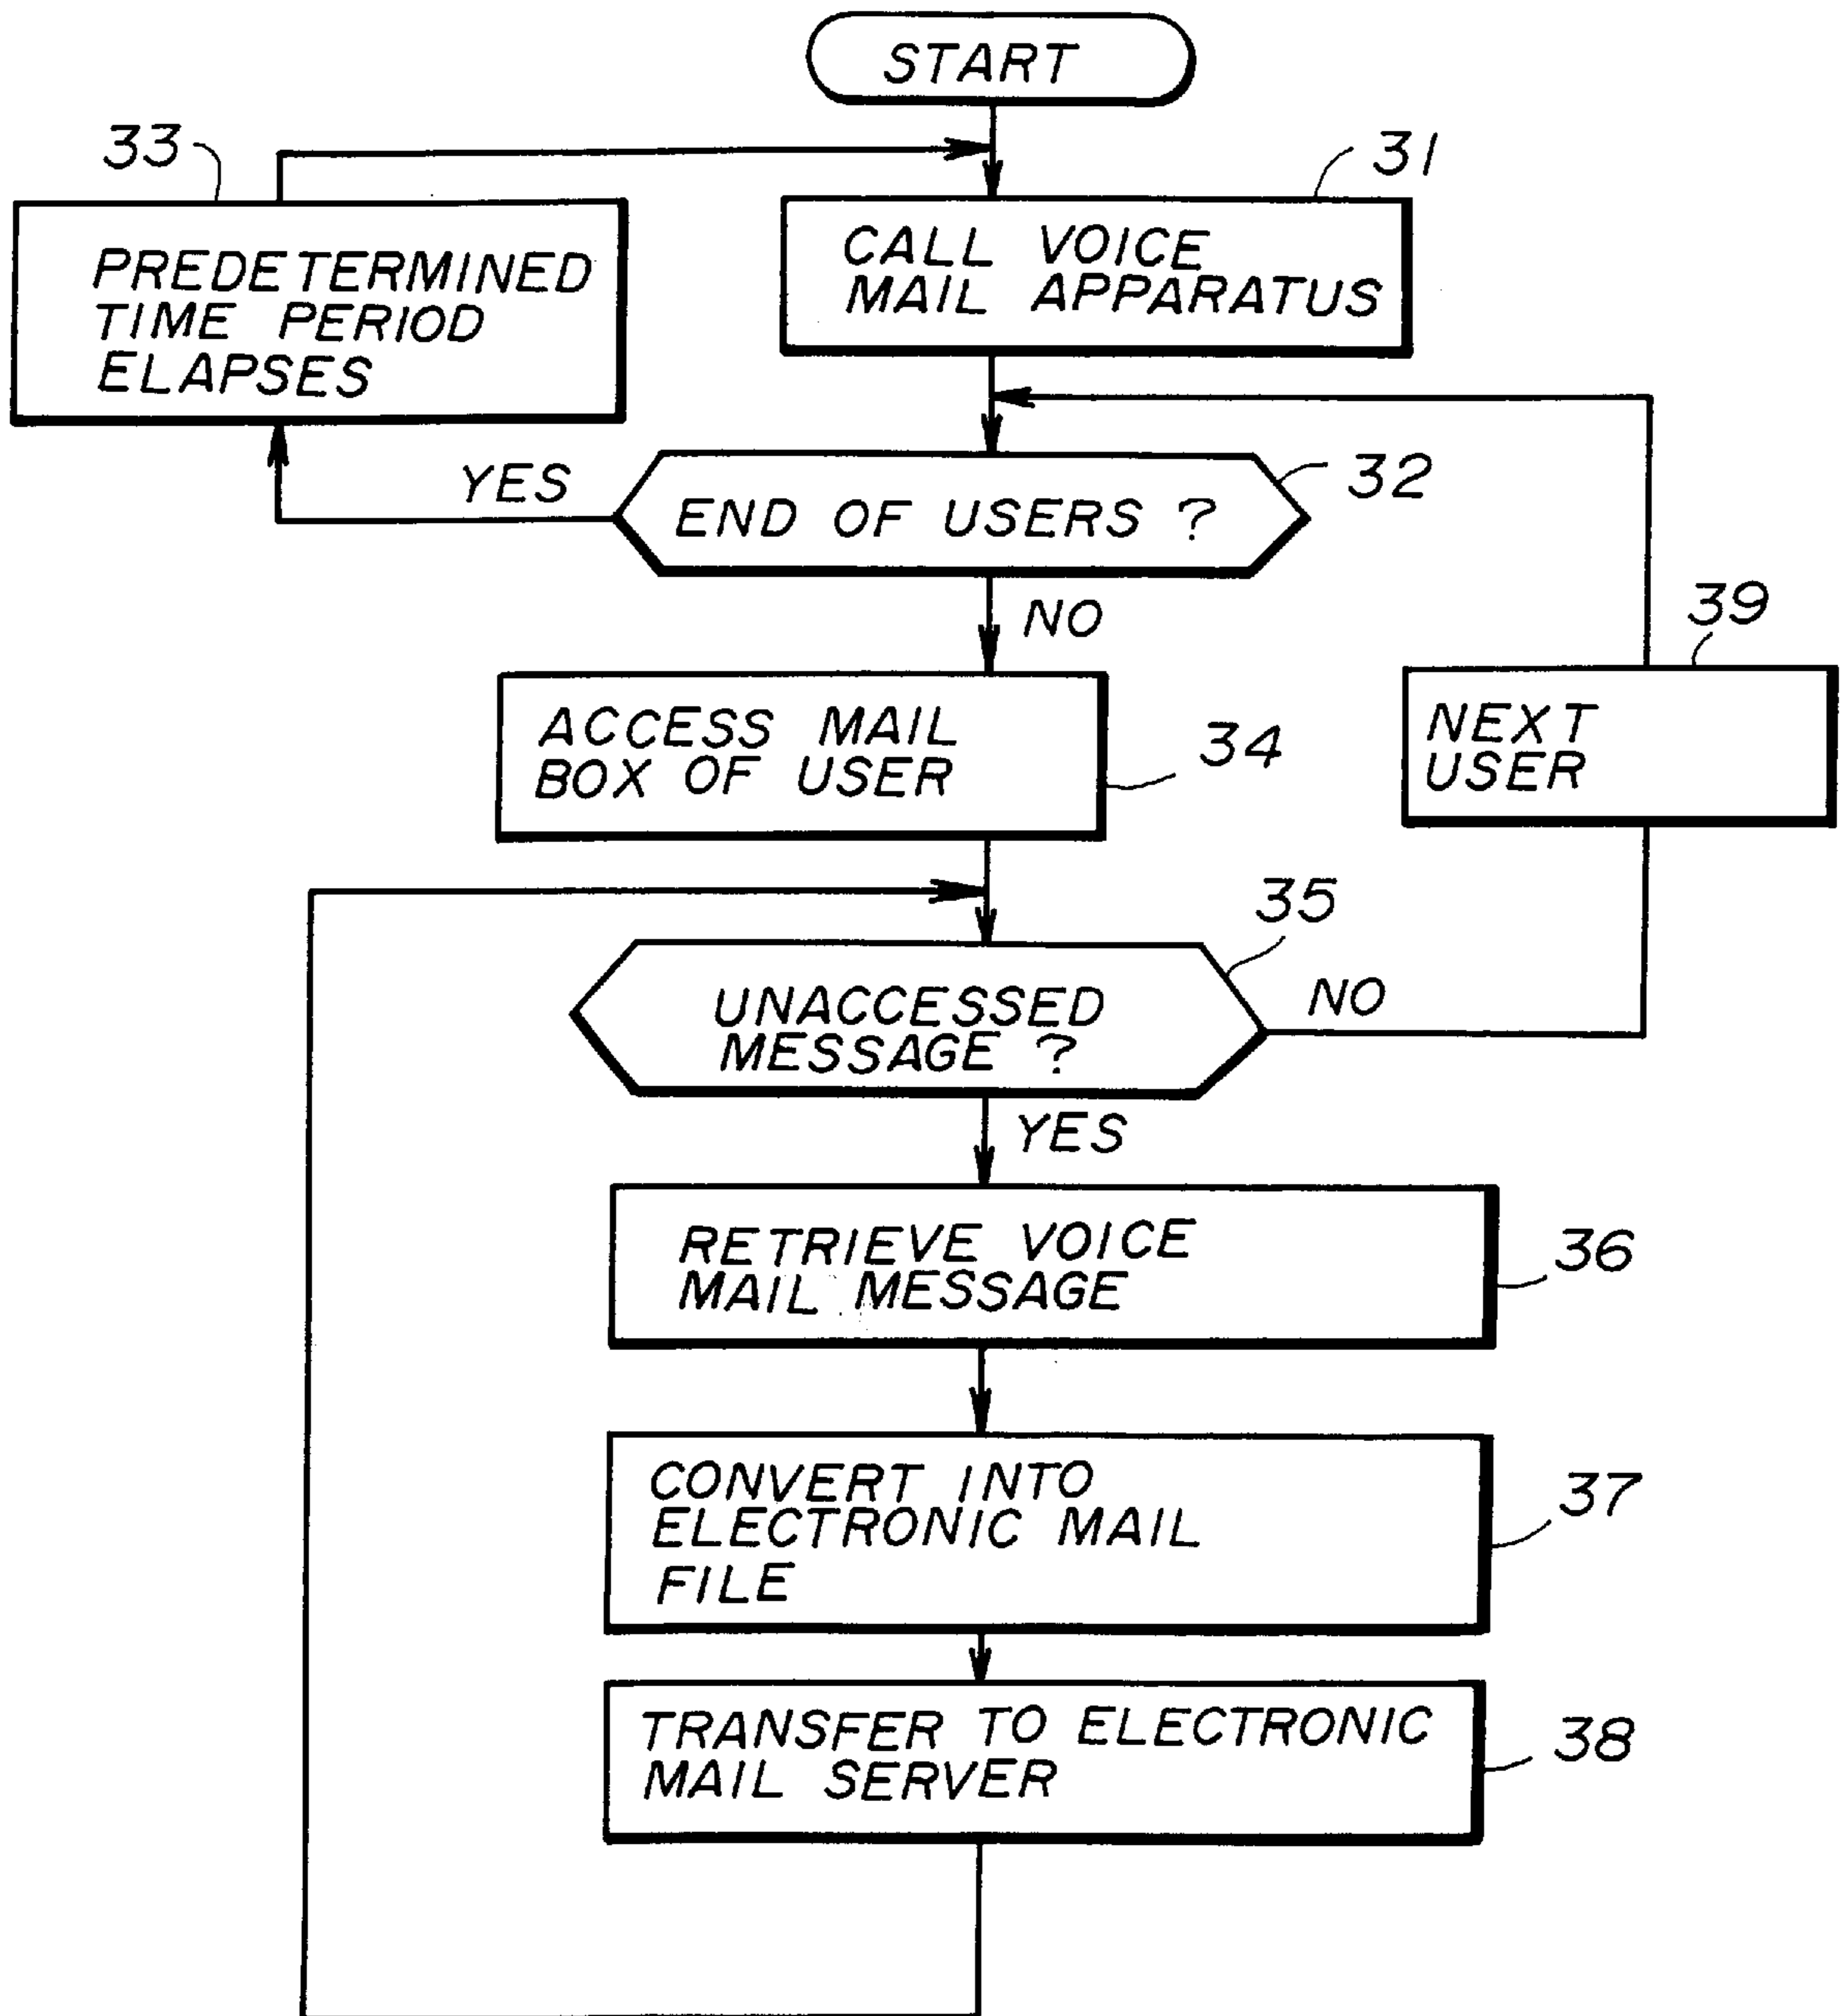 START
33
31
PREDETERMINED
TIME PERIOD
ELAPSES
CALL VOICE
MAIL APPARATUS
YES
32
END OF USERS ?
NO
39
ACCESS MAIL
BOX OF USER
34
NEXT
USER
35
UNACCESSED
MESSAGE ?
NO
YES
RETRIEVE VOICE
MAIL MESSAGE
36
CONVERT INTO
ELECTRONIC MAIL
FILE
37
TRANSFER TO ELECTRONIC
MAIL SERVER
38